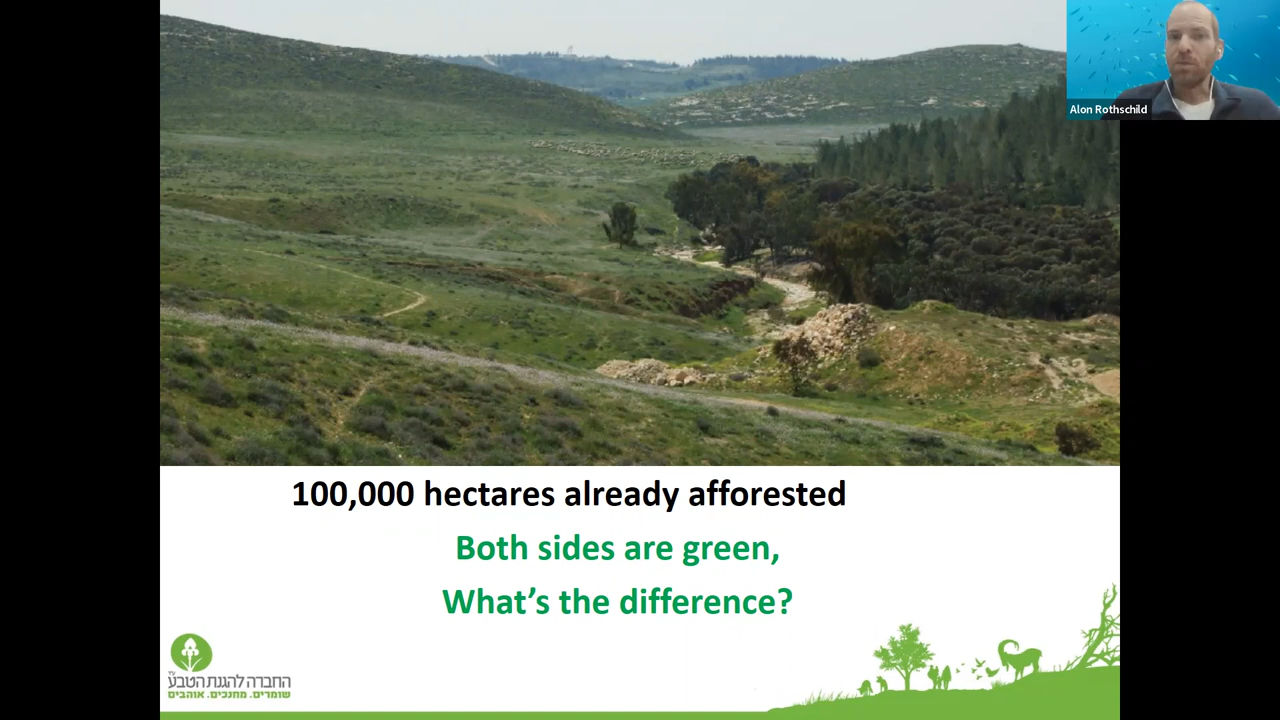 Alon Rothschild
100,000 hectares already afforested
Both sides are green,
What's the difference?
החברה להגנת הטבע ע"ר
שומרים. מחנכים. אוהבים